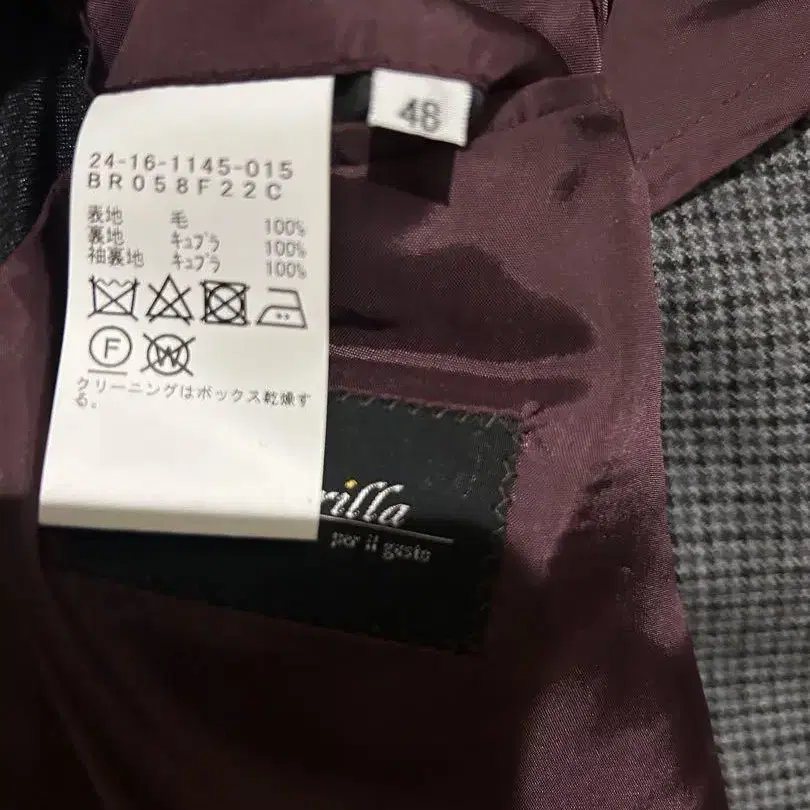 48
24-16-1145-015
BR058F22C
表地 毛 100%
裏地 キュプラ 100%
袖裏地 キュプラ 100%
F
W
クリーニングはボックス乾燥す
る。
rilla
per il gusto